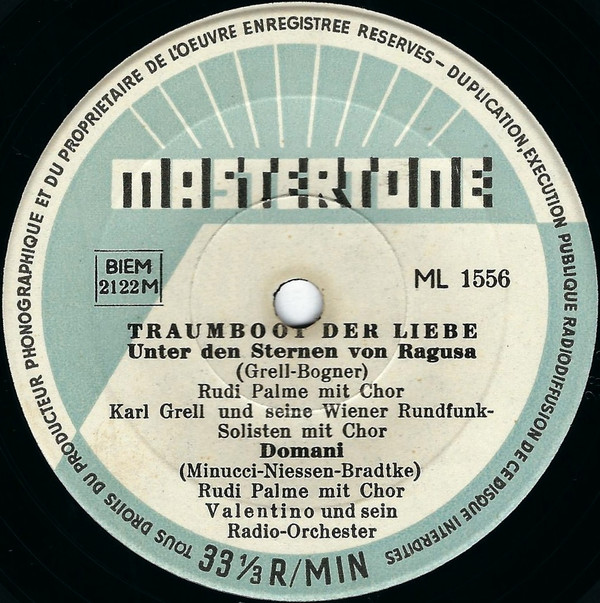 TOUS DROITS DU PRODUCTEUR PHONOGRAPHIQUE ET DU PROPRIETAIRE DE L'OEUVRE ENREGISTREE RESERVES – DUPLICATION, EXECUTION PUBLIQUE RADIODIFFUSION DE CE DISQUE INTERDITES
MASTERTONE
BIEM
2122 M
ML 1556
TRAUMBOOT DER LIEBE
Unter den Sternen von Ragusa
(Grell-Bogner)
Rudi Palme mit Chor
Karl Grell und seine Wiener Rundfunk-
Solisten mit Chor
Domani
(Minucci-Niessen-Bradtke)
Rudi Palme mit Chor
Valentino und sein
Radio-Orchester
33 1/3 R/MIN